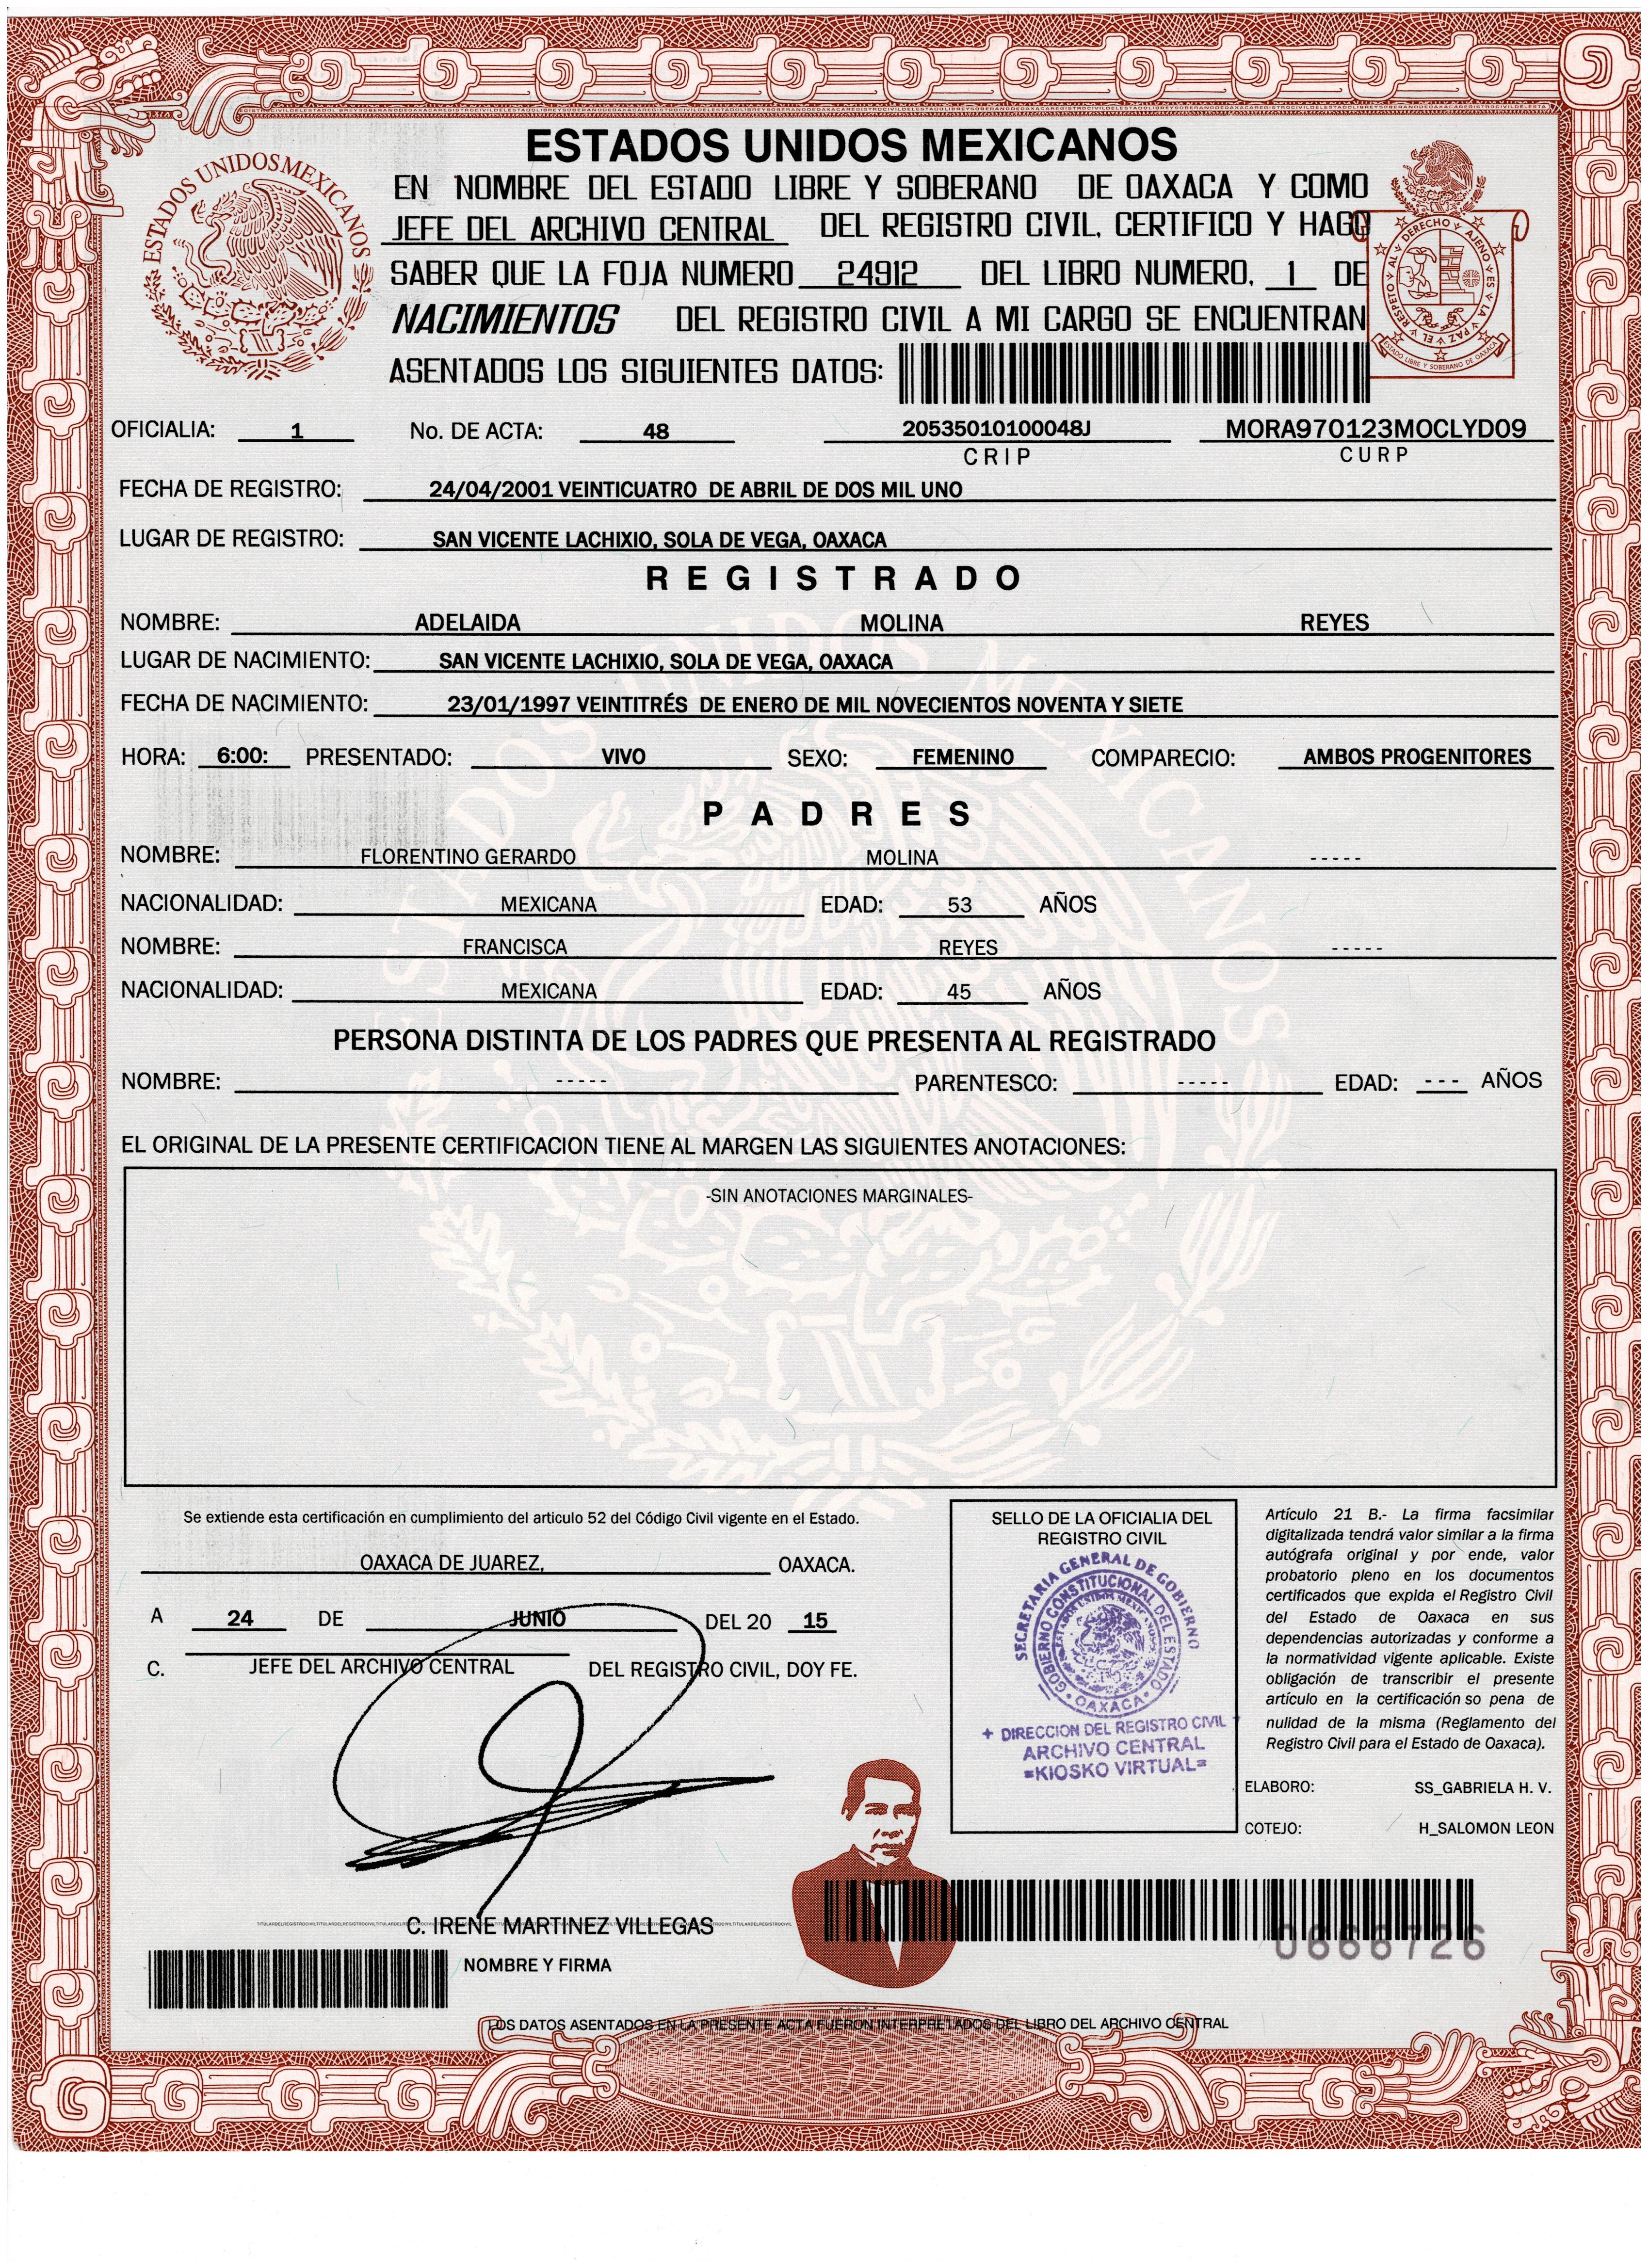 ESTADOS UNIDOS MEXICANOS
ESTADOS UNIDOS MEXICANOS
EN NOMBRE DEL ESTADO LIBRE Y SOBERANO DE OAXACA Y COMO
JEFE DEL ARCHIVO CENTRAL DEL REGISTRO CIVIL, CERTIFICO Y HAGO
SABER QUE LA FOJA NUMERO 24912 DEL LIBRO NUMERO, 1 DE
NACIMIENTOS DEL REGISTRO CIVIL A MI CARGO SE ENCUENTRAN
ASENTADOS LOS SIGUIENTES DATOS:
EL RESPETO AL DERECHO AJENO ES LA PAZ
ESTADO LIBRE Y SOBERANO DE OAXACA
OFICIALIA: 1 No. DE ACTA: 48 20535010100048J MORA970123MOCLYD09
CRIP CURP
FECHA DE REGISTRO: 24/04/2001 VEINTICUATRO DE ABRIL DE DOS MIL UNO
LUGAR DE REGISTRO: SAN VICENTE LACHIXIO, SOLA DE VEGA, OAXACA
REGISTRADO
NOMBRE: ADELAIDA MOLINA REYES
LUGAR DE NACIMIENTO: SAN VICENTE LACHIXIO, SOLA DE VEGA, OAXACA
FECHA DE NACIMIENTO: 23/01/1997 VEINTITRÉS DE ENERO DE MIL NOVECIENTOS NOVENTA Y SIETE
HORA: 6:00: PRESENTADO: VIVO SEXO: FEMENINO COMPARECIO: AMBOS PROGENITORES
PADRES
NOMBRE: FLORENTINO GERARDO MOLINA -----
NACIONALIDAD: MEXICANA EDAD: 53 AÑOS
NOMBRE: FRANCISCA REYES -----
NACIONALIDAD: MEXICANA EDAD: 45 AÑOS
PERSONA DISTINTA DE LOS PADRES QUE PRESENTA AL REGISTRADO
NOMBRE: ----- PARENTESCO: ----- EDAD: --- AÑOS
EL ORIGINAL DE LA PRESENTE CERTIFICACION TIENE AL MARGEN LAS SIGUIENTES ANOTACIONES:
-SIN ANOTACIONES MARGINALES-
ESTADOS UNIDOS MEXICANOS
Se extiende esta certificación en cumplimiento del articulo 52 del Código Civil vigente en el Estado.
OAXACA DE JUAREZ, OAXACA.
A 24 DE JUNIO DEL 20 15
C. JEFE DEL ARCHIVO CENTRAL DEL REGISTRO CIVIL, DOY FE.
C. IRENE MARTINEZ VILLEGAS
NOMBRE Y FIRMA
SELLO DE LA OFICIALIA DEL
REGISTRO CIVIL
SECRETARIA GENERAL DE GOBIERNO
GOBIERNO CONSTITUCIONAL DEL ESTADO
OAXACA
+ DIRECCION DEL REGISTRO CIVIL +
ARCHIVO CENTRAL
=KIOSKO VIRTUAL=
Artículo 21 B.- La firma facsimilar
digitalizada tendrá valor similar a la firma
autógrafa original y por ende, valor
probatorio pleno en los documentos
certificados que expida el Registro Civil
del Estado de Oaxaca en sus
dependencias autorizadas y conforme a
la normatividad vigente aplicable. Existe
obligación de transcribir el presente
artículo en la certificación so pena de
nulidad de la misma (Reglamento del
Registro Civil para el Estado de Oaxaca).
ELABORO: SS_GABRIELA H. V.
COTEJO: H_SALOMON LEON
0666726
-----
LOS DATOS ASENTADOS EN LA PRESENTE ACTA FUERON INTERPRETADOS DEL LIBRO DEL ARCHIVO CENTRAL